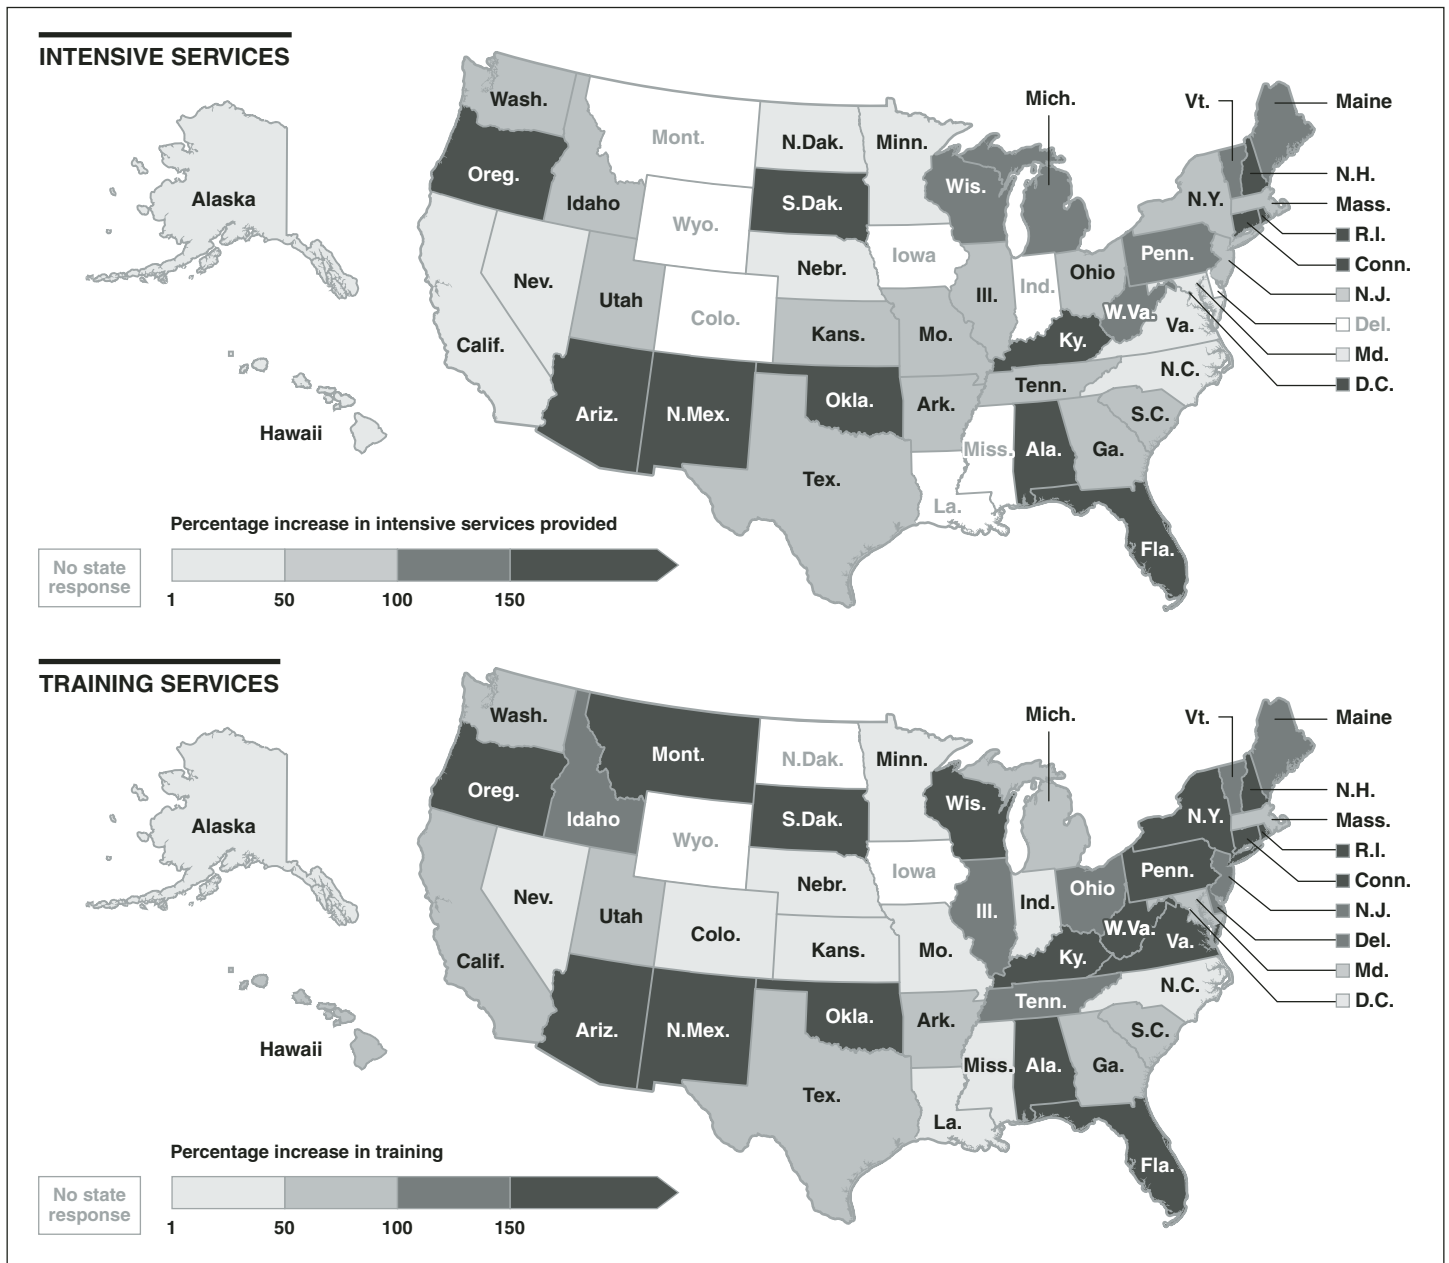 INTENSIVE SERVICES
Wash.
Oreg.
Idaho
Mont.
Wyo.
N.Dak.
S.Dak.
Minn.
Wis.
Mich.
Vt.
Maine
N.H.
Mass.
R.I.
Conn.
N.J.
Del.
Md.
D.C.
N.Y.
Penn.
Alaska
Nev.
Utah
Colo.
Nebr.
Iowa
Ill.
Ind.
Ohio
W.Va.
Va.
Calif.
Kans.
Mo.
Ky.
N.C.
Tenn.
Ariz.
N.Mex.
Okla.
Ark.
S.C.
Hawaii
Tex.
Miss.
Ala.
Ga.
La.
Fla.
Percentage increase in intensive services provided
No state
response
1
50
100
150
TRAINING SERVICES
Wash.
Oreg.
Idaho
Mont.
Wyo.
N.Dak.
S.Dak.
Minn.
Wis.
Mich.
Vt.
Maine
N.H.
Mass.
R.I.
Conn.
N.J.
Del.
Md.
D.C.
N.Y.
Penn.
Alaska
Nev.
Utah
Colo.
Nebr.
Iowa
Ill.
Ind.
Ohio
W.Va.
Va.
Calif.
Kans.
Mo.
Ky.
N.C.
Tenn.
Ariz.
N.Mex.
Okla.
Ark.
S.C.
Hawaii
Tex.
Miss.
Ala.
Ga.
La.
Fla.
Percentage increase in training
No state
response
1
50
100
150